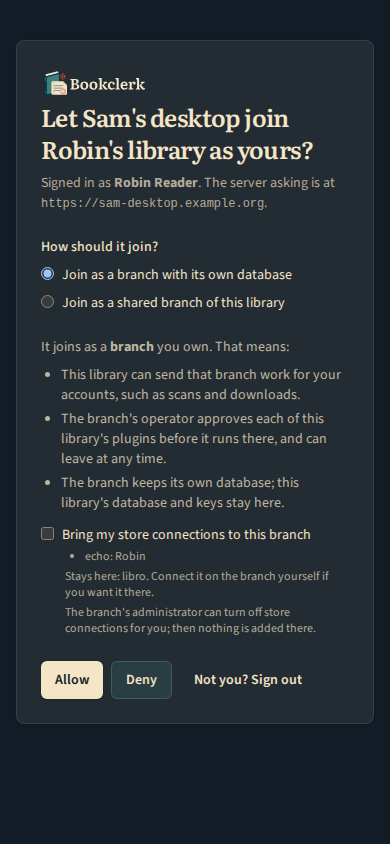 Bookclerk
Let Sam's desktop join
Robin's library as yours?
Signed in as Robin Reader. The server asking is at
https://sam-desktop.example.org.
How should it join?
Join as a branch with its own database
Join as a shared branch of this library
It joins as a branch you own. That means:
• This library can send that branch work for your
accounts, such as scans and downloads.
• The branch's operator approves each of this
library's plugins before it runs there, and can
leave at any time.
• The branch keeps its own database; this
library's database and keys stay here.
Bring my store connections to this branch
• echo: Robin
Stays here: libro. Connect it on the branch yourself if
you want it there.
The branch's administrator can turn off store
connections for you; then nothing is added there.
Allow Deny Not you? Sign out